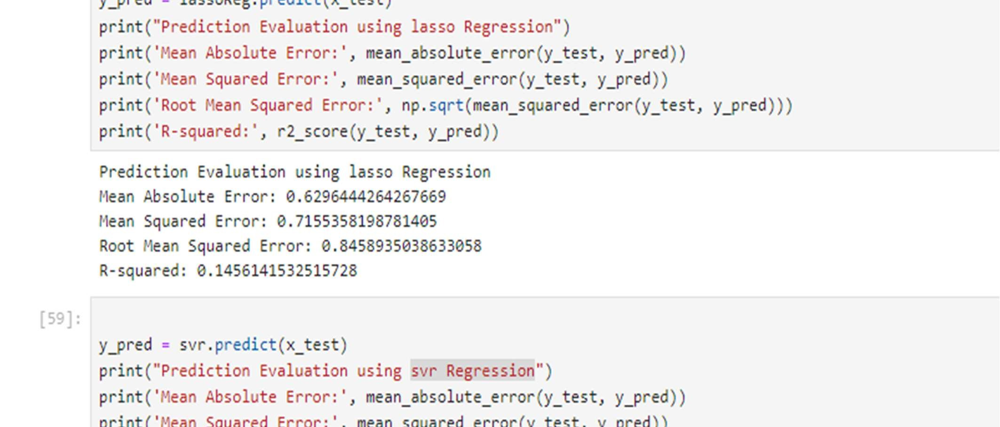 y_pred = lassoReg.predict(x_test)
print("Prediction Evaluation using lasso Regression")
print('Mean Absolute Error:', mean_absolute_error(y_test, y_pred))
print('Mean Squared Error:', mean_squared_error(y_test, y_pred))
print('Root Mean Squared Error:', np.sqrt(mean_squared_error(y_test, y_pred)))
print('R-squared:', r2_score(y_test, y_pred))
Prediction Evaluation using lasso Regression
Mean Absolute Error: 0.6296444264267669
Mean Squared Error: 0.7155358198781405
Root Mean Squared Error: 0.8458935038633058
R-squared: 0.1456141532515728
[59]:
y_pred = svr.predict(x_test)
print("Prediction Evaluation using svr Regression")
print('Mean Absolute Error:', mean_absolute_error(y_test, y_pred))
print('Mean Squared Error:', mean_squared_error(y_test, y_pred))